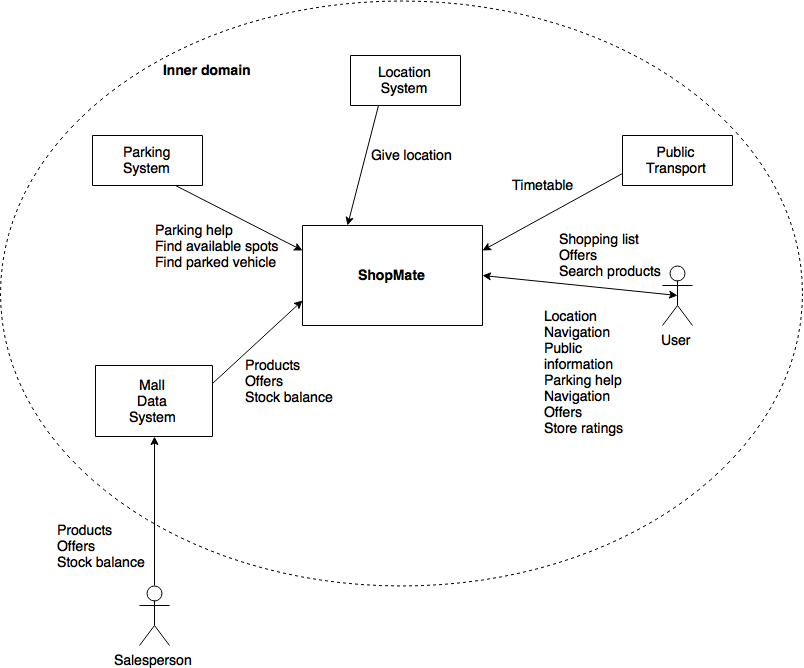 Inner domain
Location
System
Parking
System
Public
Transport
Give location
Timetable
Parking help
Find available spots
Find parked vehicle
ShopMate
Shopping list
Offers
Search products
User
Location
Navigation
Public
information
Parking help
Navigation
Offers
Store ratings
Products
Offers
Stock balance
Mall
Data
System
Products
Offers
Stock balance
Salesperson